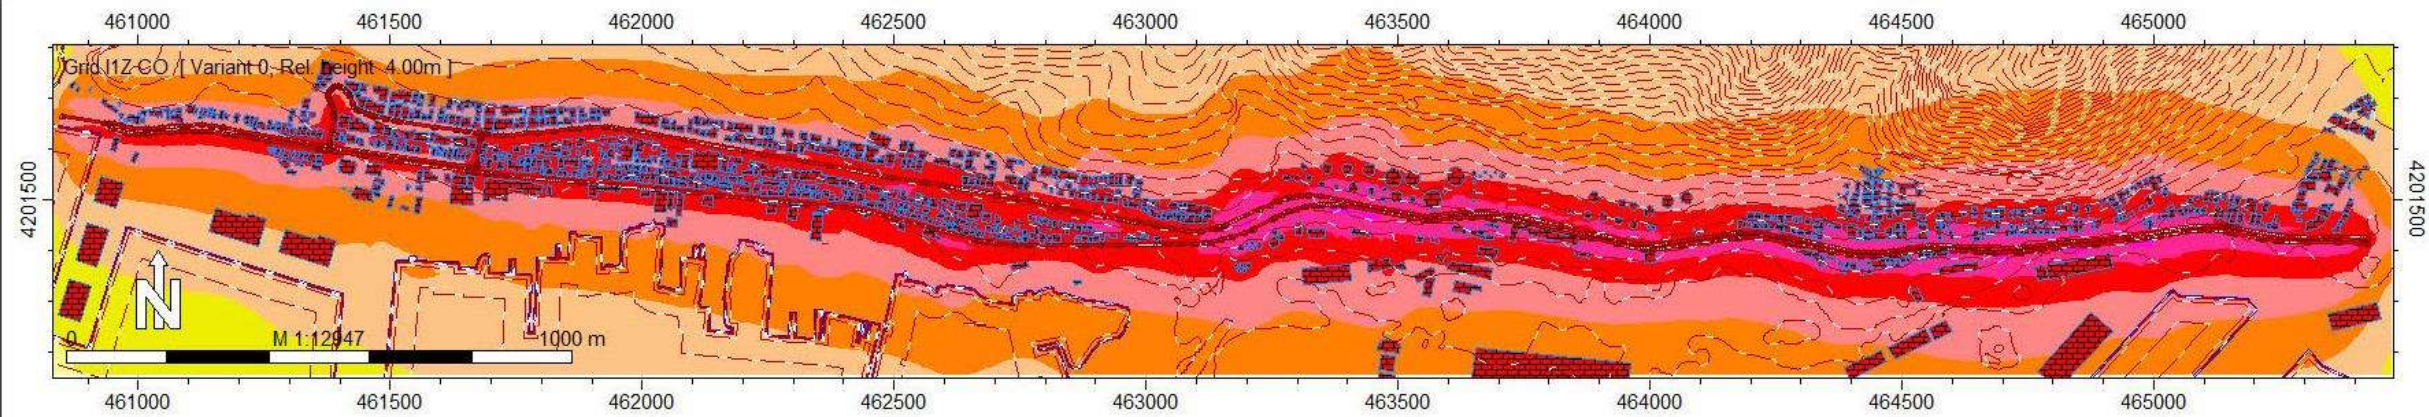 461000 461500 462000 462500 463000 463500 464000 464500 465000
Grid I1Z-CO [ Variant 0, Rel. height 4.00m ]
4201500 4201500
N
0 M 1:12947 1000 m
461000 461500 462000 462500 463000 463500 464000 464500 465000